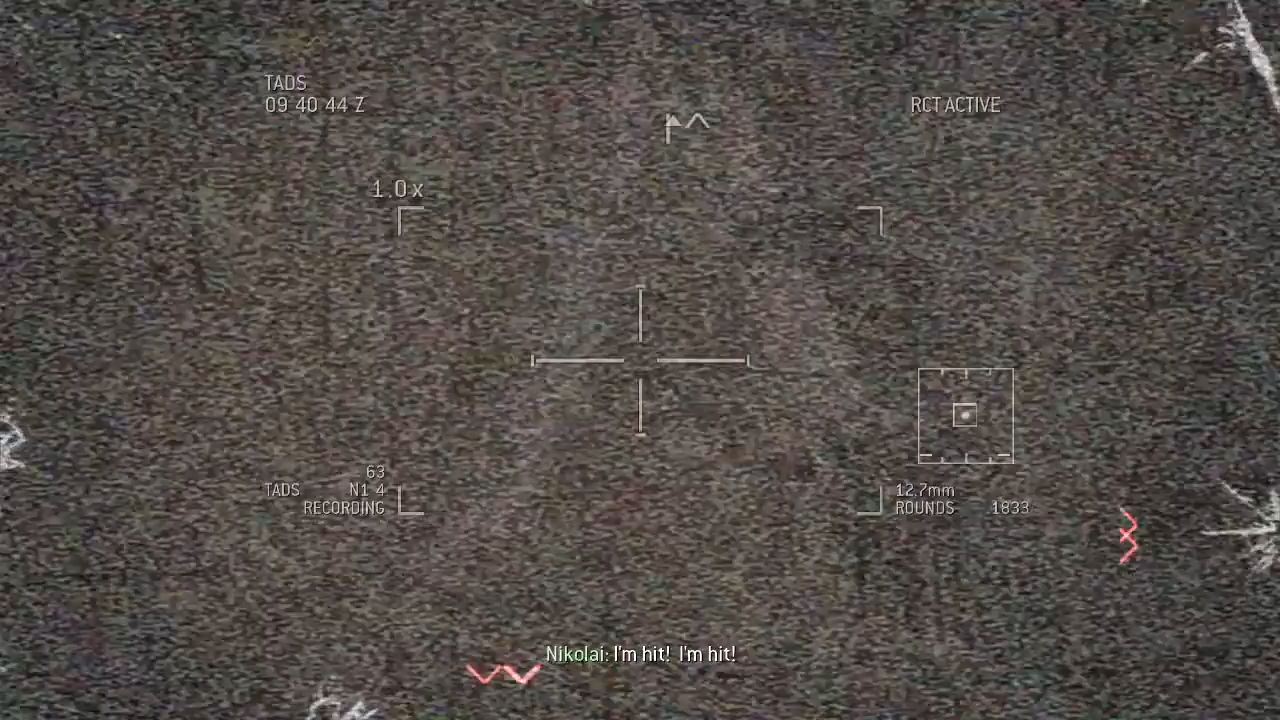 TADS
09 40 44 Z
RCT ACTIVE
1.0x
63
TADS N1 4
RECORDING
12.7mm
ROUNDS 1833
Nikolai: I'm hit! I'm hit!